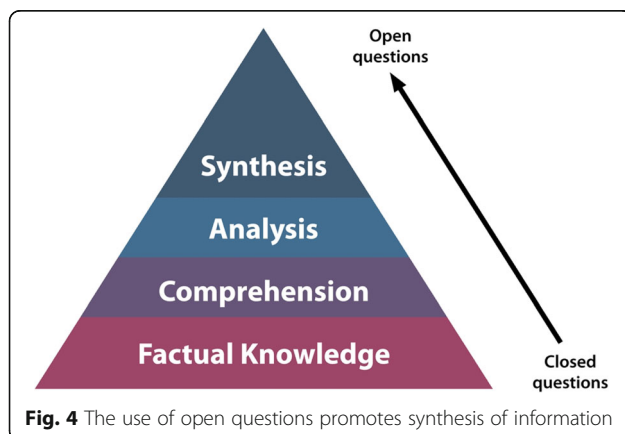 Open
questions
Synthesis
Analysis
Comprehension
Factual Knowledge
Closed
questions
Fig. 4 The use of open questions promotes synthesis of information